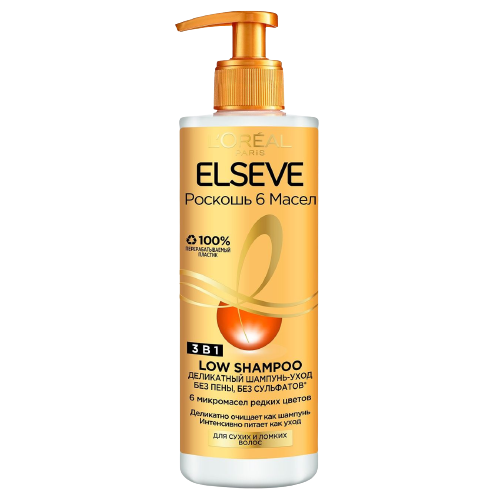 L'ORÉAL
PARIS
ELSEVE
Роскошь 6 Масел
100%
ПЕРЕРАБАТЫВАЕМЫЙ
ПЛАСТИК
3 В 1
LOW SHAMPOO
ДЕЛИКАТНЫЙ ШАМПУНЬ-УХОД
БЕЗ ПЕНЫ, БЕЗ СУЛЬФАТОВ*
6 микромасел редких цветов
Деликатно очищает как шампунь
Интенсивно питает как уход
ДЛЯ СУХИХ И ЛОМКИХ
ВОЛОС